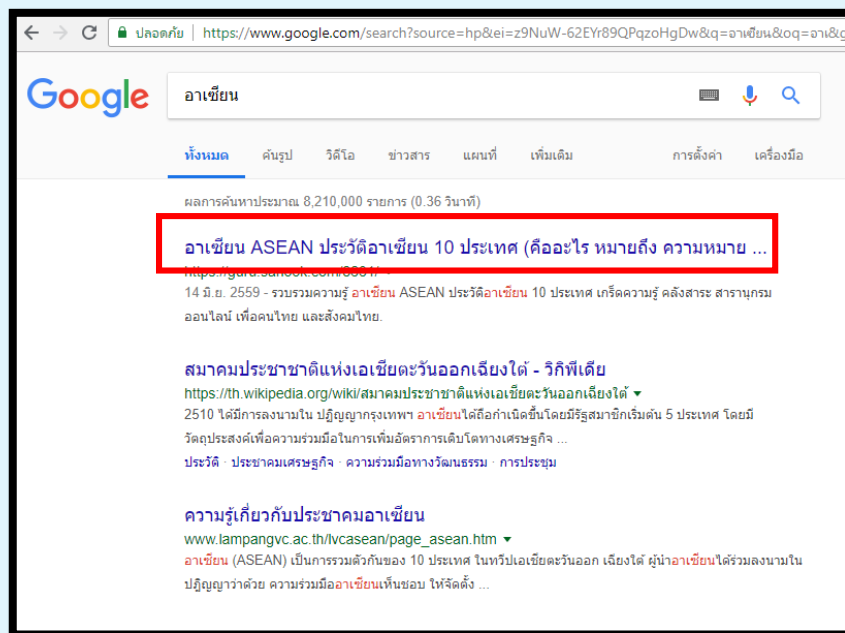 ปลอดภัย | https://www.google.com/search?source=hp&ei=z9NuW-62EYr89QPqzoHgDw&q=อาเซียน&oq=อาเ&g
Google
อาเซียน
ทั้งหมด ค้นรูป วิดีโอ ข่าวสาร แผนที่ เพิ่มเติม การตั้งค่า เครื่องมือ
ผลการค้นหาประมาณ 8,210,000 รายการ (0.36 วินาที)
อาเซียน ASEAN ประวัติอาเซียน 10 ประเทศ (คืออะไร หมายถึง ความหมาย ...
14 มิ.ย. 2559 - รวบรวมความรู้ อาเซียน ASEAN ประวัติอาเซียน 10 ประเทศ เกร็ดความรู้ คลังสาระ สารานุกรม
ออนไลน์ เพื่อคนไทย และสังคมไทย.
สมาคมประชาชาติแห่งเอเชียตะวันออกเฉียงใต้ - วิกิพีเดีย
https://th.wikipedia.org/wiki/สมาคมประชาชาติแห่งเอเชียตะวันออกเฉียงใต้
2510 ได้มีการลงนามใน ปฏิญญากรุงเทพฯ อาเซียนได้ถือกำเนิดขึ้นโดยมีรัฐสมาชิกเริ่มต้น 5 ประเทศ โดยมี
วัตถุประสงค์เพื่อความร่วมมือในการเพิ่มอัตราการเติบโตทางเศรษฐกิจ ...
ประวัติ · ประชาคมเศรษฐกิจ · ความร่วมมือทางวัฒนธรรม · การประชุม
ความรู้เกี่ยวกับประชาคมอาเซียน
www.lampangvc.ac.th/lvcasean/page_asean.htm
อาเซียน (ASEAN) เป็นการรวมตัวกันของ 10 ประเทศ ในทวีปเอเชียตะวันออก เฉียงใต้ ผู้นำอาเซียนได้ร่วมลงนามใน
ปฏิญญาว่าด้วย ความร่วมมืออาเซียนเห็นชอบ ให้จัดตั้ง ...